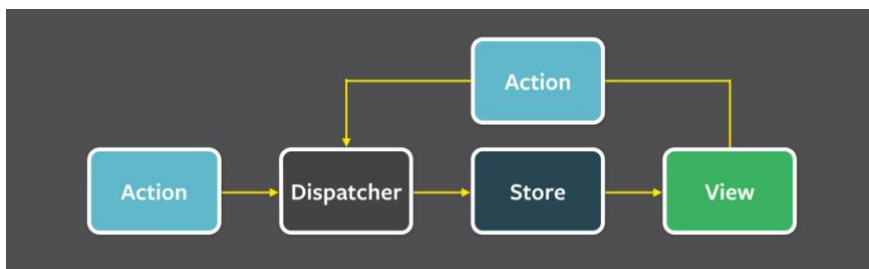 Action
Action
Dispatcher
Store
View